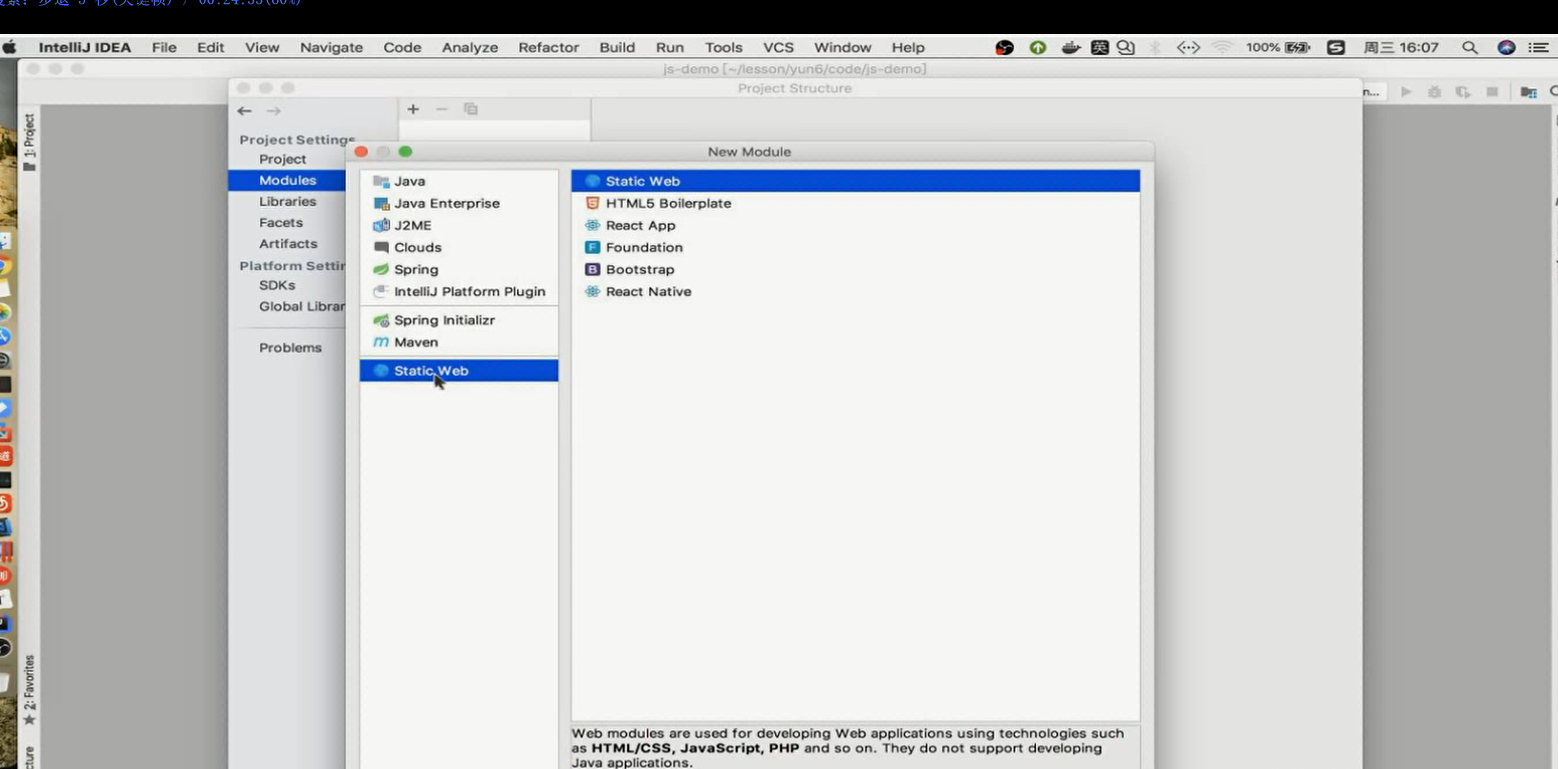 IntelliJ IDEA File Edit View Navigate Code Analyze Refactor Build Run Tools VCS Window Help 英 100% 周三 16:07
js-demo [~/lesson/yun6/code/js-demo]
Project Structure
1: Project
Project Settings
Project
Modules
Libraries
Facets
Artifacts
Platform Settin
SDKs
Global Librar
Problems
New Module
Java
Java Enterprise
J2ME
Clouds
Spring
IntelliJ Platform Plugin
Spring Initializr
Maven
Static Web
Static Web
HTML5 Boilerplate
React App
Foundation
Bootstrap
React Native
Web modules are used for developing Web applications using technologies such
as HTML/CSS, JavaScript, PHP and so on. They do not support developing
Java applications.
2: Favorites